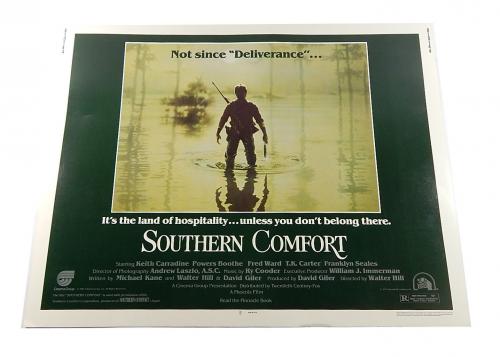 Not since "Deliverance"...
It's the land of hospitality...unless you don't belong there.
SOUTHERN COMFORT
Starring Keith Carradine Powers Boothe Fred Ward T.K. Carter Franklyn Seales
Director of Photography Andrew Laszlo, A.S.C. Music by Ry Cooder Executive Producer William J. Immerman
Written by Michael Kane and Walter Hill & David Giler Produced by David Giler Directed by Walter Hill
A Cinema Group Presentation Distributed by Twentieth Century-Fox
A Phoenix Film
Read the Pinnacle Book
R